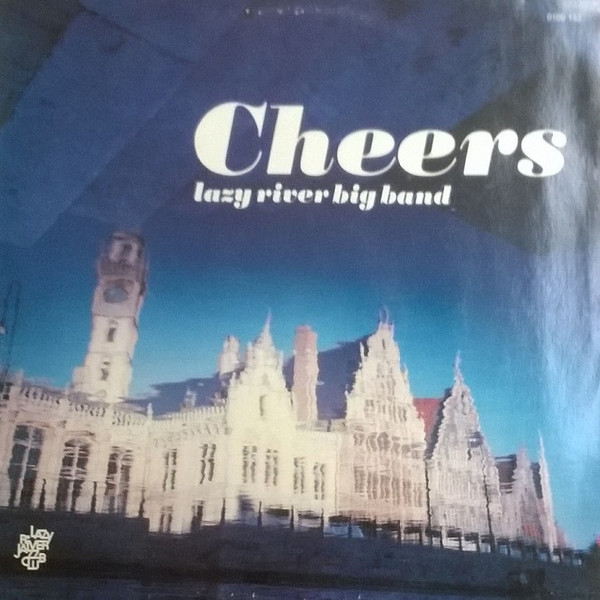 Cheers
lazy river big band
LAZY
RIVER
JAZZ
CLUB